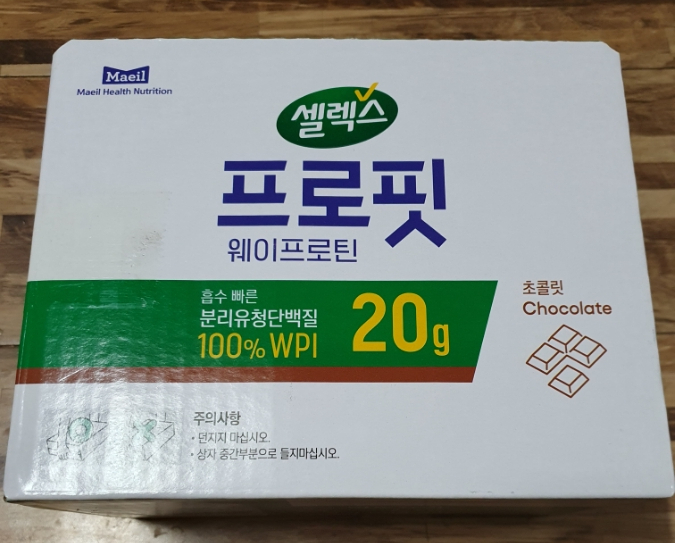 Maeil
Maeil Health Nutrition
셀렉스
프로핏
웨이프로틴
흡수 빠른
분리유청단백질
100% WPI
20g
초콜릿
Chocolate
주의사항
• 던지지 마십시오.
• 상자 중간부분으로 들지마십시오.